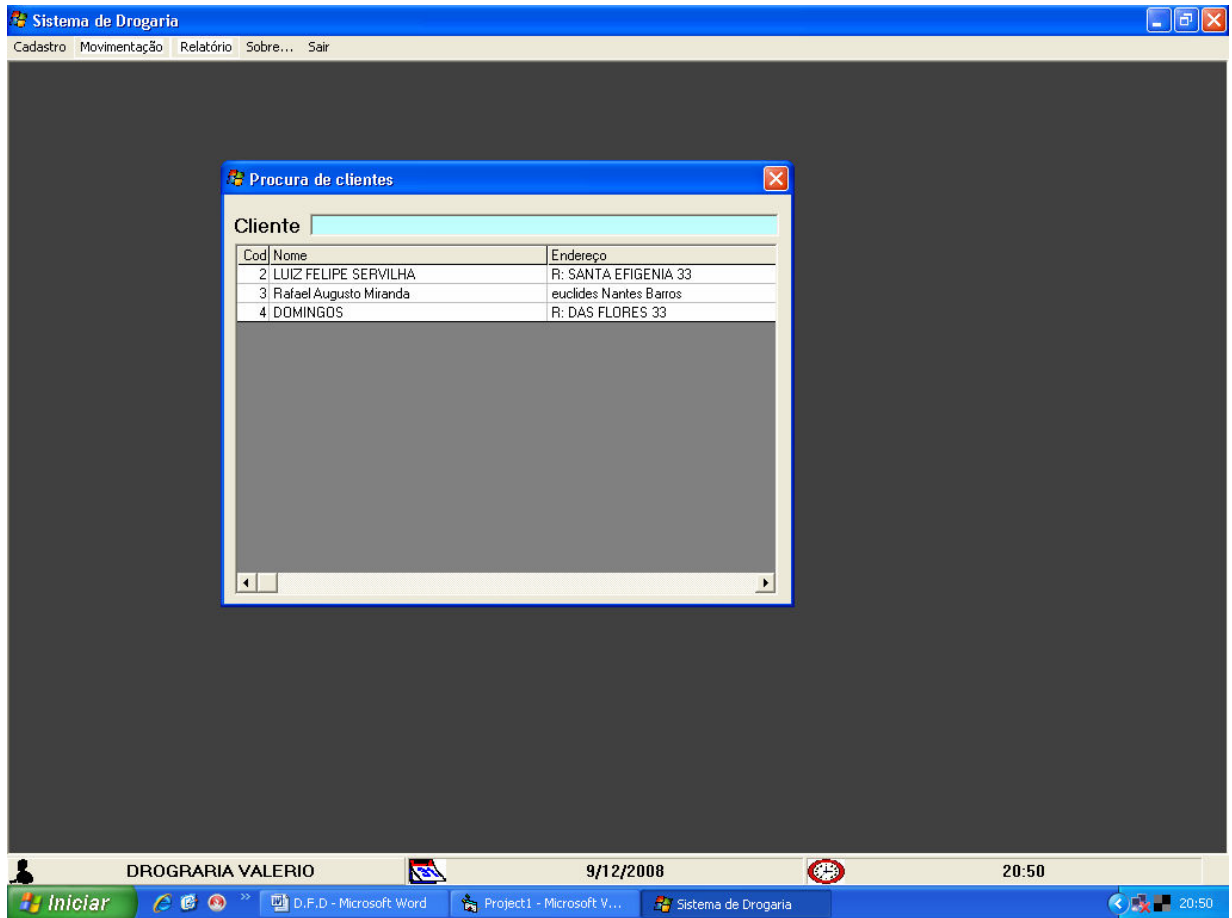 Sistema de Drogaria
Cadastro Movimentação Relatório Sobre... Sair
Procura de clientes
Cliente
Cod Nome Endereço
2 LUIZ FELIPE SERVILHA R: SANTA EFIGENIA 33
3 Rafael Augusto Miranda euclides Nantes Barros
4 DOMINGOS R: DAS FLORES 33
DROGRARIA VALERIO 9/12/2008 20:50
Iniciar D.F.D - Microsoft Word Project1 - Microsoft V... Sistema de Drogaria 20:50